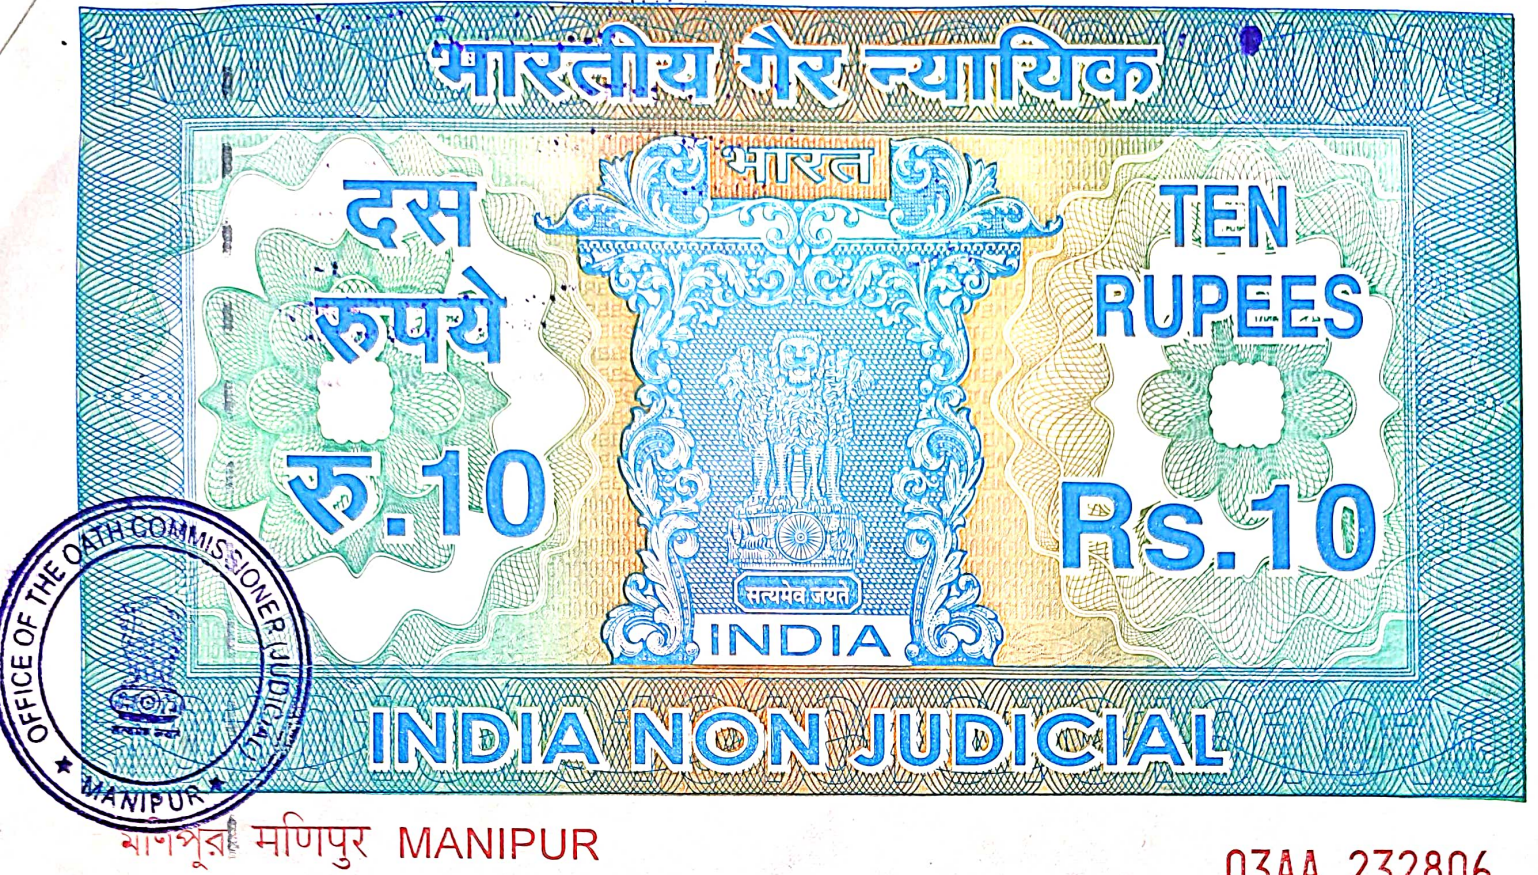 भारतीय गैर न्यायिक
भारत
दस
रुपये
रु.10
TEN
RUPEES
Rs.10
सत्यमेव जयते
INDIA
INDIA NON JUDICIAL
OFFICE OF THE OATH COMMISSIONER (JUDICIAL)
★ MANIPUR ★
মণিপুর मणिपुर MANIPUR
03AA 232806